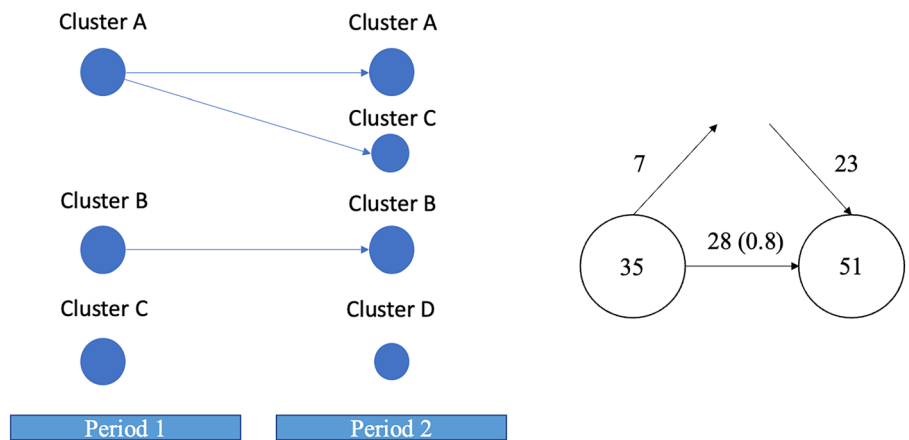 Cluster A
Cluster A
Cluster C
Cluster B
Cluster B
Cluster C
Cluster D
Period 1
Period 2
7
23
28 (0.8)
35
51